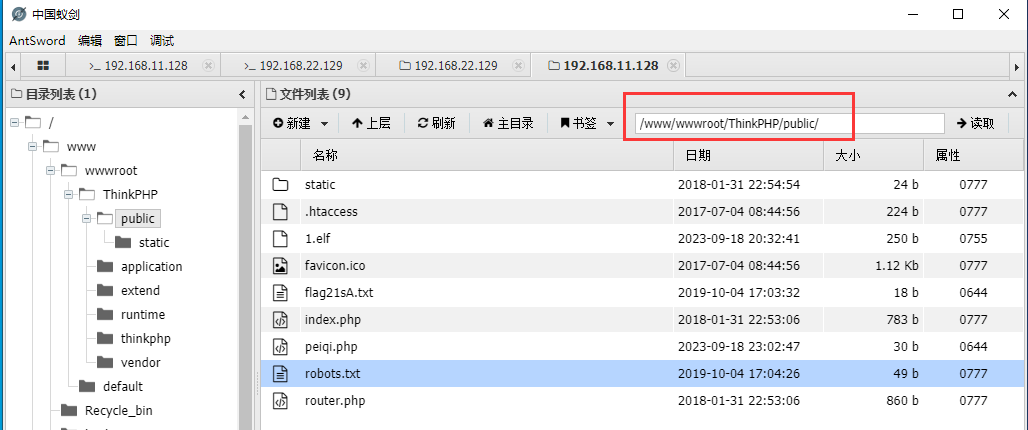 中国蚁剑
AntSword 编辑 窗口 调试
192.168.11.128 192.168.22.129 192.168.22.129 192.168.11.128
目录列表 (1)
/
www
wwwroot
ThinkPHP
public
static
application
extend
runtime
thinkphp
vendor
default
Recycle_bin
文件列表 (9)
新建 上层 刷新 主目录 书签 /www/wwwroot/ThinkPHP/public/ 读取
名称 日期 大小 属性
static 2018-01-31 22:54:54 24 b 0777
.htaccess 2017-07-04 08:44:56 224 b 0777
1.elf 2023-09-18 20:32:41 250 b 0755
favicon.ico 2017-07-04 08:44:56 1.12 Kb 0777
flag21sA.txt 2019-10-04 17:03:32 18 b 0644
index.php 2018-01-31 22:53:06 783 b 0777
peiqi.php 2023-09-18 23:02:47 30 b 0644
robots.txt 2019-10-04 17:04:26 49 b 0777
router.php 2018-01-31 22:53:06 860 b 0777